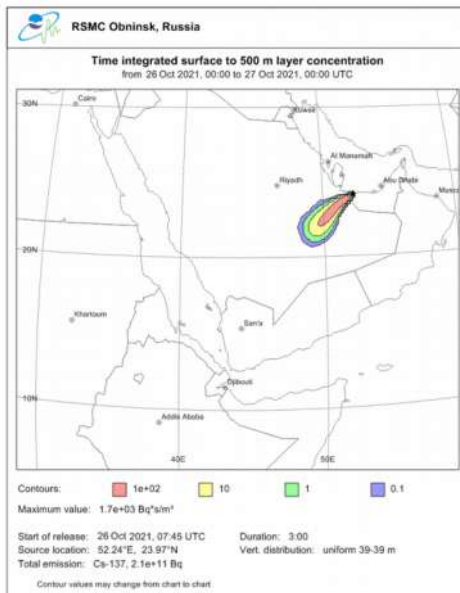 RSMC Obninsk, Russia
Time integrated surface to 500 m layer concentration
from 26 Oct 2021, 00:00 to 27 Oct 2021, 00:00 UTC
30N
Cairo
Kuwait
Al Manamah
Riyadh
Abu Dhabi
Musca
20N
Khartoum
San'a
Djibouti
10N
Addis Ababa
40E
50E
Contours: 1e+02 10 1 0.1
Maximum value: 1.7e+03 Bq*s/m³
Start of release: 26 Oct 2021, 07:45 UTC Duration: 3:00
Source location: 52.24°E, 23.97°N Vert. distribution: uniform 39-39 m
Total emission: Cs-137, 2.1e+11 Bq
Contour values may change from chart to chart